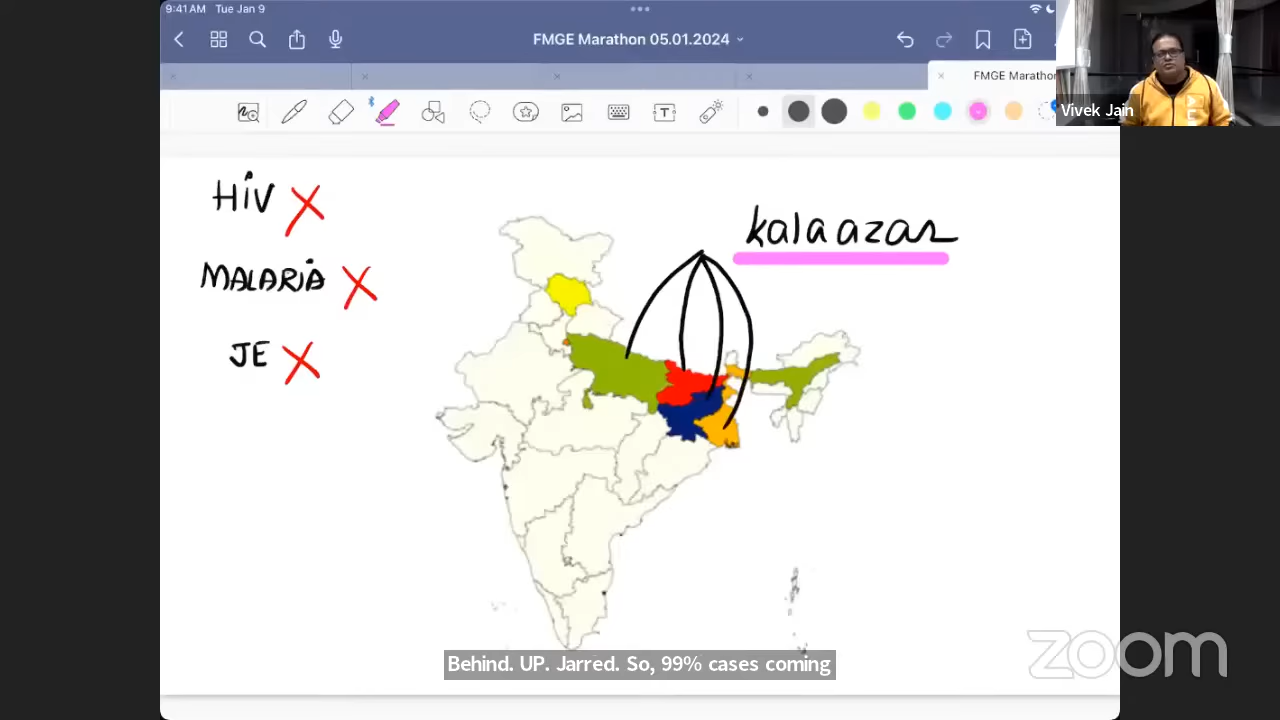 9:41 AM Tue Jan 9
FMGE Marathon 05.01.2024
FMGE Marathon
T
Vivek Jain
HIV
MALARIA
JE
kalaazar
Behind. UP. Jarred. So, 99% cases coming
zoom